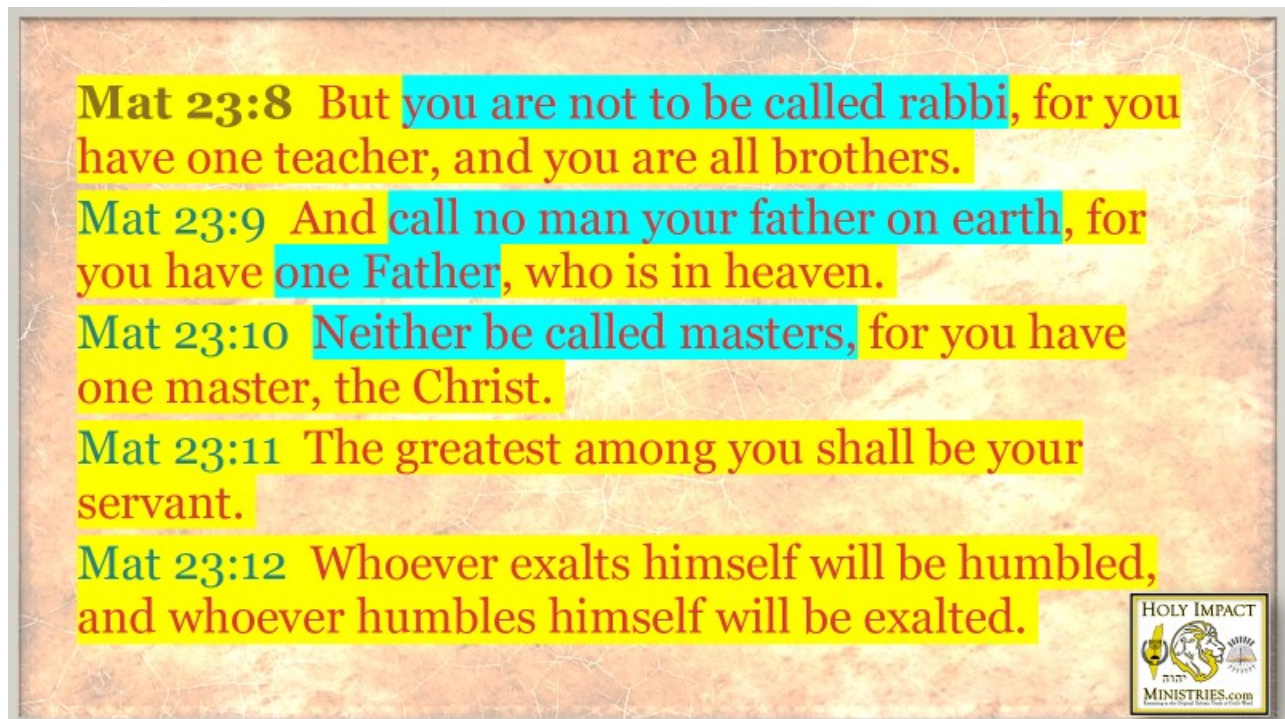 Mat 23:8 But you are not to be called rabbi, for you
have one teacher, and you are all brothers.
Mat 23:9 And call no man your father on earth, for
you have one Father, who is in heaven.
Mat 23:10 Neither be called masters, for you have
one master, the Christ.
Mat 23:11 The greatest among you shall be your
servant.
Mat 23:12 Whoever exalts himself will be humbled,
and whoever humbles himself will be exalted.
HOLY IMPACT
יהוה
MINISTRIES.com